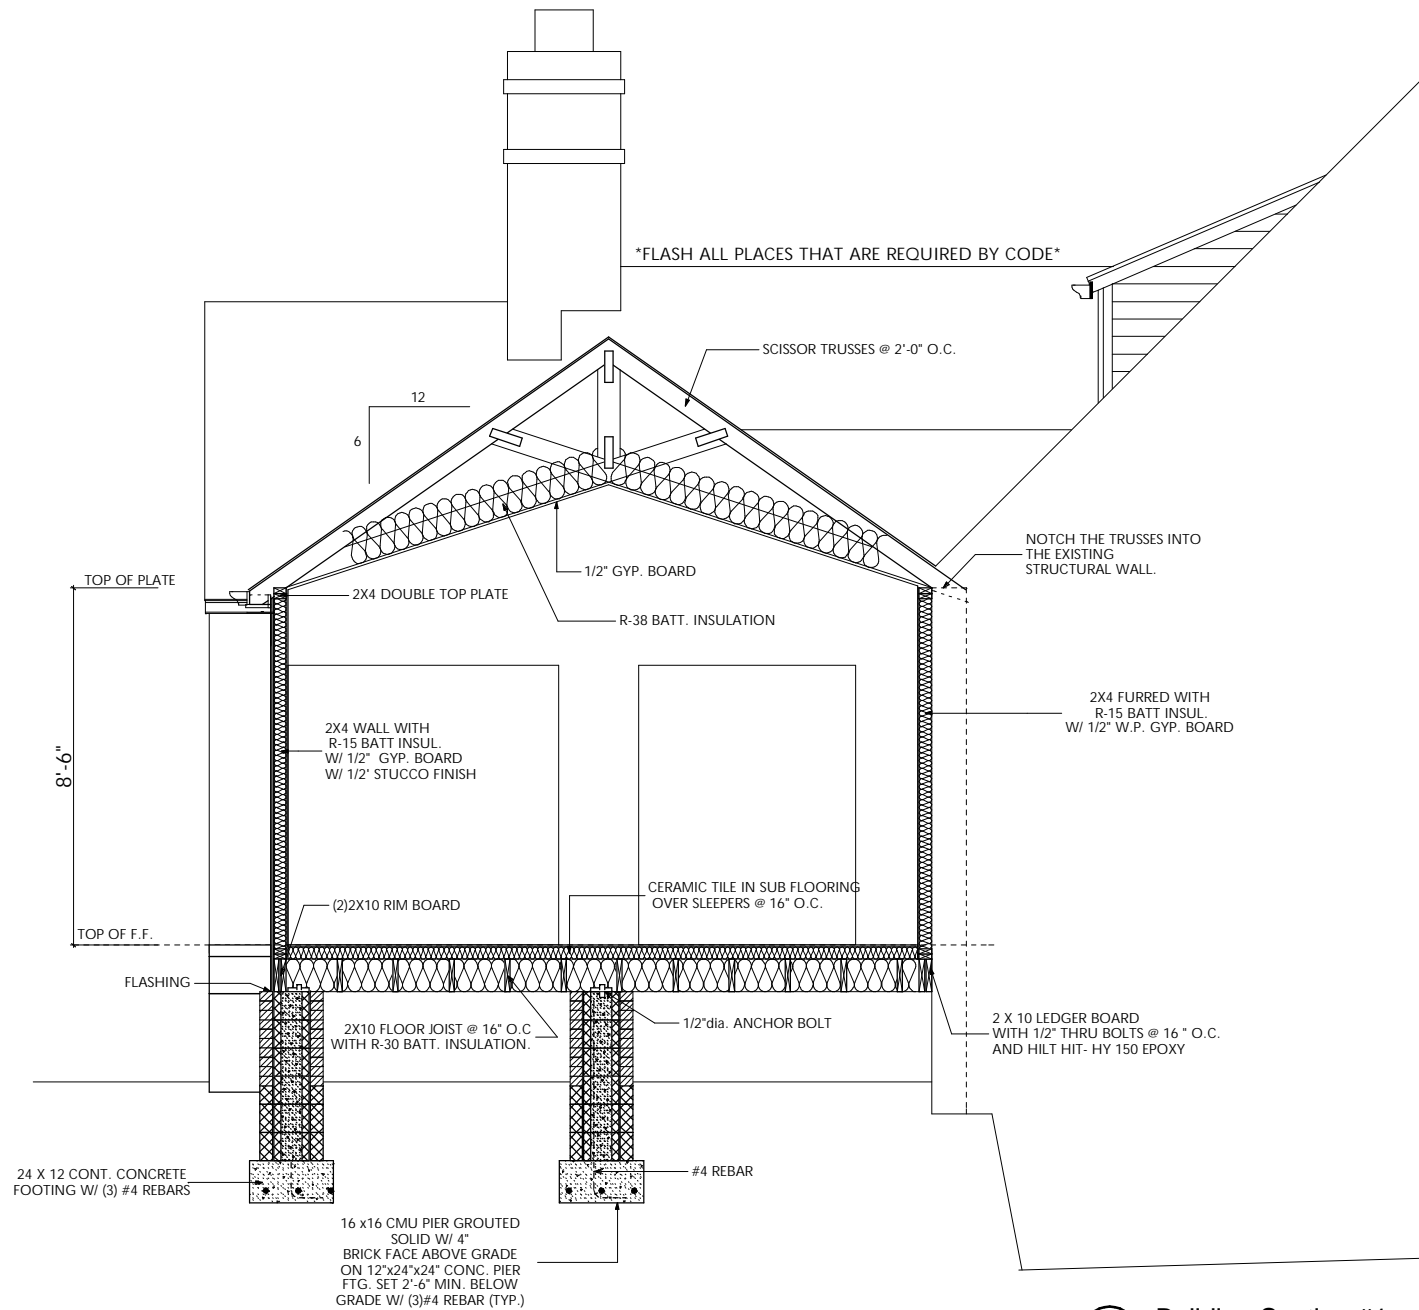 *FLASH ALL PLACES THAT ARE REQUIRED BY CODE*
SCISSOR TRUSSES @ 2'-0" O.C.
12
6
NOTCH THE TRUSSES INTO
THE EXISTING
STRUCTURAL WALL.
TOP OF PLATE
1/2" GYP. BOARD
2X4 DOUBLE TOP PLATE
R-38 BATT. INSULATION
8'-6"
2X4 WALL WITH
R-15 BATT INSUL.
W/ 1/2" GYP. BOARD
W/ 1/2' STUCCO FINISH
2X4 FURRED WITH
R-15 BATT INSUL.
W/ 1/2" W.P. GYP. BOARD
(2)2X10 RIM BOARD
CERAMIC TILE IN SUB FLOORING
OVER SLEEPERS @ 16" O.C.
TOP OF F.F.
FLASHING
2X10 FLOOR JOIST @ 16" O.C
WITH R-30 BATT. INSULATION.
1/2"dia. ANCHOR BOLT
2 X 10 LEDGER BOARD
WITH 1/2" THRU BOLTS @ 16 " O.C.
AND HILT HIT- HY 150 EPOXY
24 X 12 CONT. CONCRETE
FOOTING W/ (3) #4 REBARS
#4 REBAR
16 x16 CMU PIER GROUTED
SOLID W/ 4"
BRICK FACE ABOVE GRADE
ON 12"x24"x24" CONC. PIER
FTG. SET 2'-6" MIN. BELOW
GRADE W/ (3)#4 REBAR (TYP.)